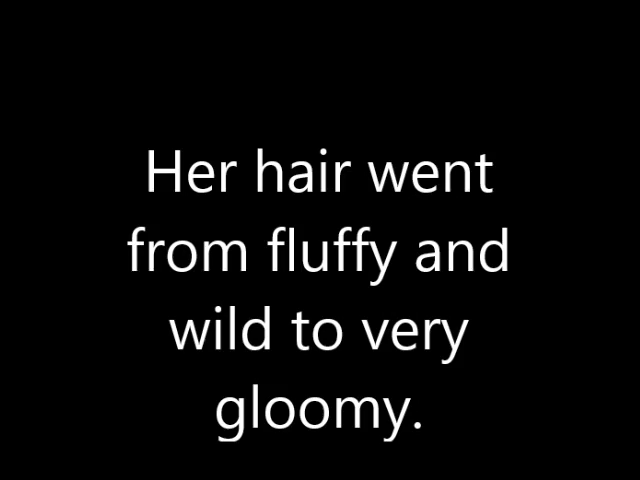 Her hair went
from fluffy and
wild to very
gloomy.